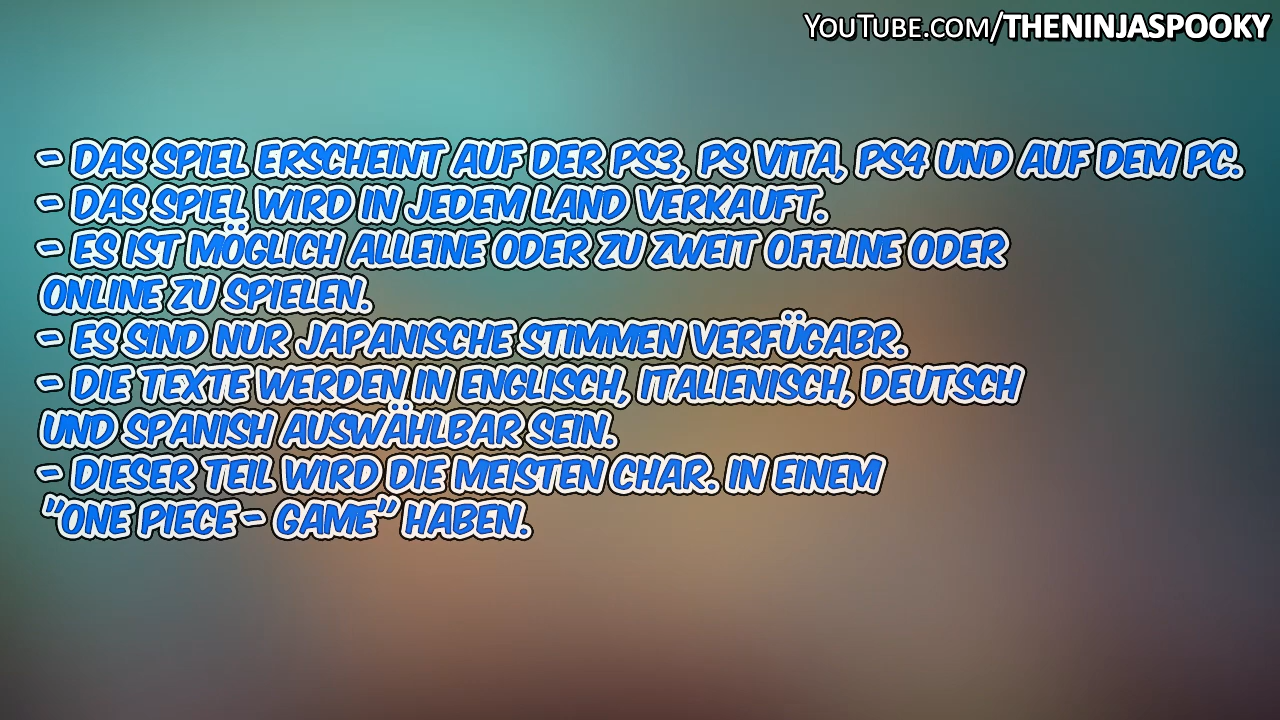 YouTube.com/THENINJASPOOKY
- DAS SPIEL ERSCHEINT AUF DER PS3, PS VITA, PS4 UND AUF DEM PC.
- DAS SPIEL WIRD IN JEDEM LAND VERKAUFT.
- ES IST MÖGLICH ALLEINE ODER ZU ZWEIT OFFLINE ODER
ONLINE ZU SPIELEN.
- ES SIND NUR JAPANISCHE STIMMEN VERFÜGABR.
- DIE TEXTE WERDEN IN ENGLISCH, ITALIENISCH, DEUTSCH
UND SPANISH AUSWÄHLBAR SEIN.
- DIESER TEIL WIRD DIE MEISTEN CHAR. IN EINEM
"ONE PIECE - GAME" HABEN.